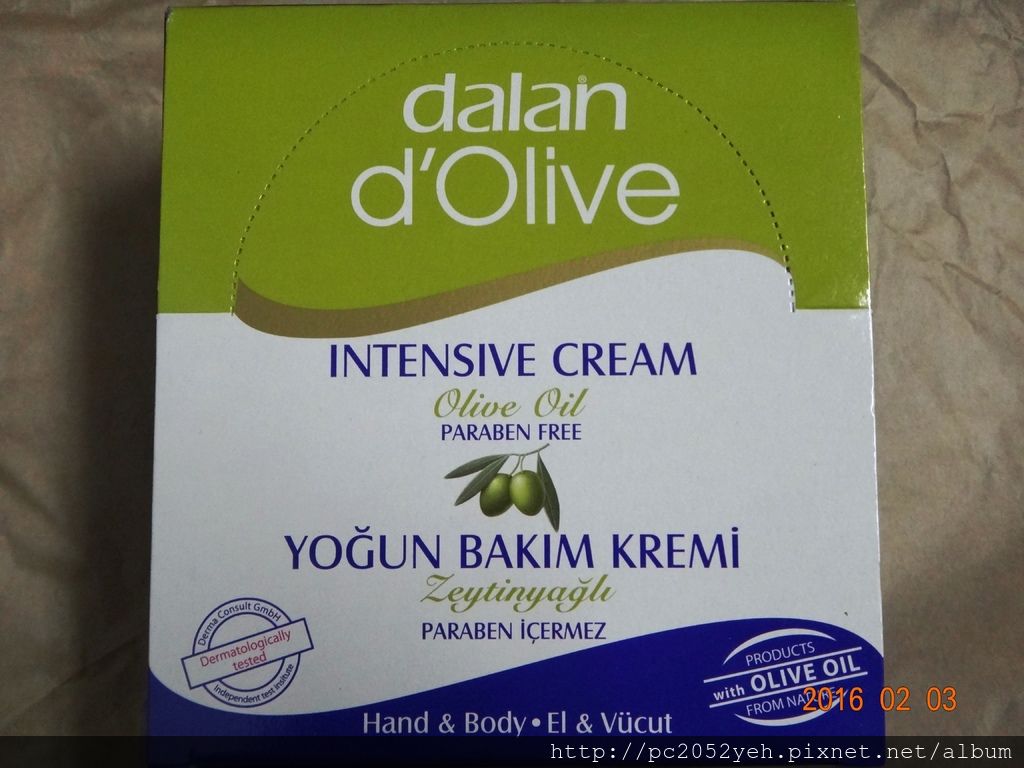 dalan®
d'Olive
INTENSIVE CREAM
Olive Oil
PARABEN FREE
YOĞUN BAKIM KREMİ
Zeytinyağlı
PARABEN İÇERMEZ
Derma Consult GmbH
Dermatologically
tested
Independent test institute
PRODUCTS
with OLIVE OIL
FROM NATURE
2016 02 03
Hand & Body • El & Vücut
http://pc2052yeh.pixnet.net/album